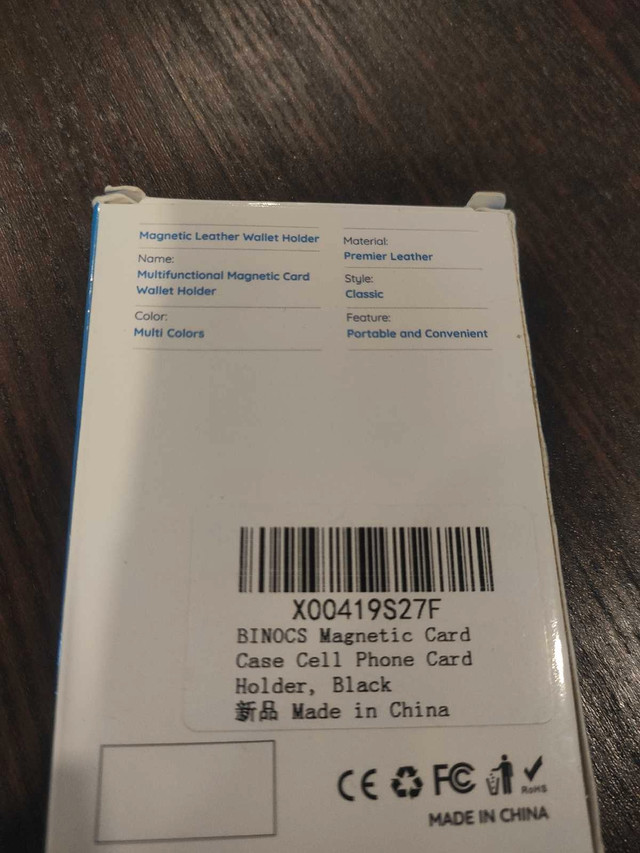 Magnetic Leather Wallet Holder
Name:
Multifunctional Magnetic Card
Wallet Holder
Color:
Multi Colors
Material:
Premier Leather
Style:
Classic
Feature:
Portable and Convenient
X00419S27F
BINOCS Magnetic Card
Case Cell Phone Card
Holder, Black
新品 Made in China
CE FC
RoHS
MADE IN CHINA